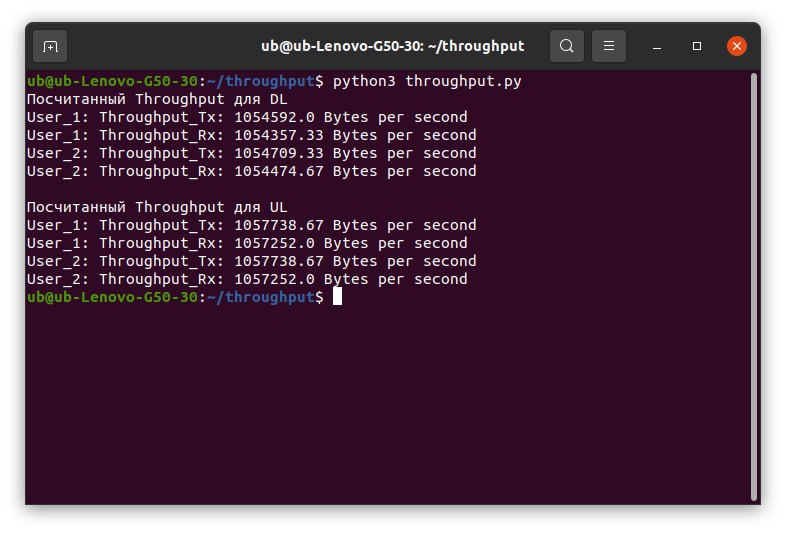 ub@ub-Lenovo-G50-30: ~/throughput
ub@ub-Lenovo-G50-30:~/throughput$ python3 throughput.py
Посчитанный Throughput для DL
User_1: Throughput_Tx: 1054592.0 Bytes per second
User_1: Throughput_Rx: 1054357.33 Bytes per second
User_2: Throughput_Tx: 1054709.33 Bytes per second
User_2: Throughput_Rx: 1054474.67 Bytes per second
Посчитанный Throughput для UL
User_1: Throughput_Tx: 1057738.67 Bytes per second
User_1: Throughput_Rx: 1057252.0 Bytes per second
User_2: Throughput_Tx: 1057738.67 Bytes per second
User_2: Throughput_Rx: 1057252.0 Bytes per second
ub@ub-Lenovo-G50-30:~/throughput$